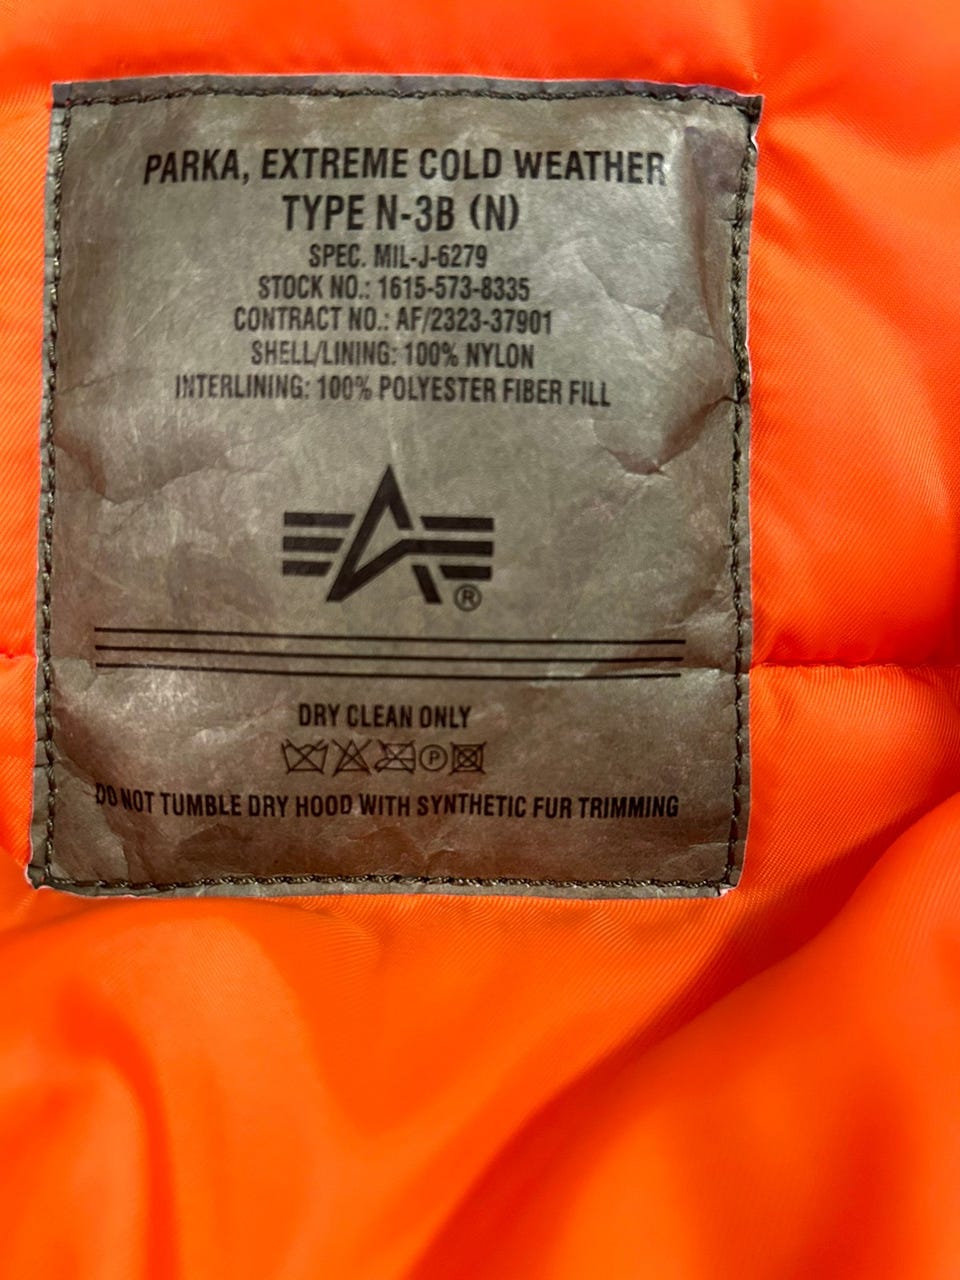 PARKA, EXTREME COLD WEATHER
TYPE N-3B (N)
SPEC. MIL-J-6279
STOCK NO.: 1615-573-8335
CONTRACT NO.: AF/2323-37901
SHELL/LINING: 100% NYLON
INTERLINING: 100% POLYESTER FIBER FILL
®
DRY CLEAN ONLY
P
DO NOT TUMBLE DRY HOOD WITH SYNTHETIC FUR TRIMMING